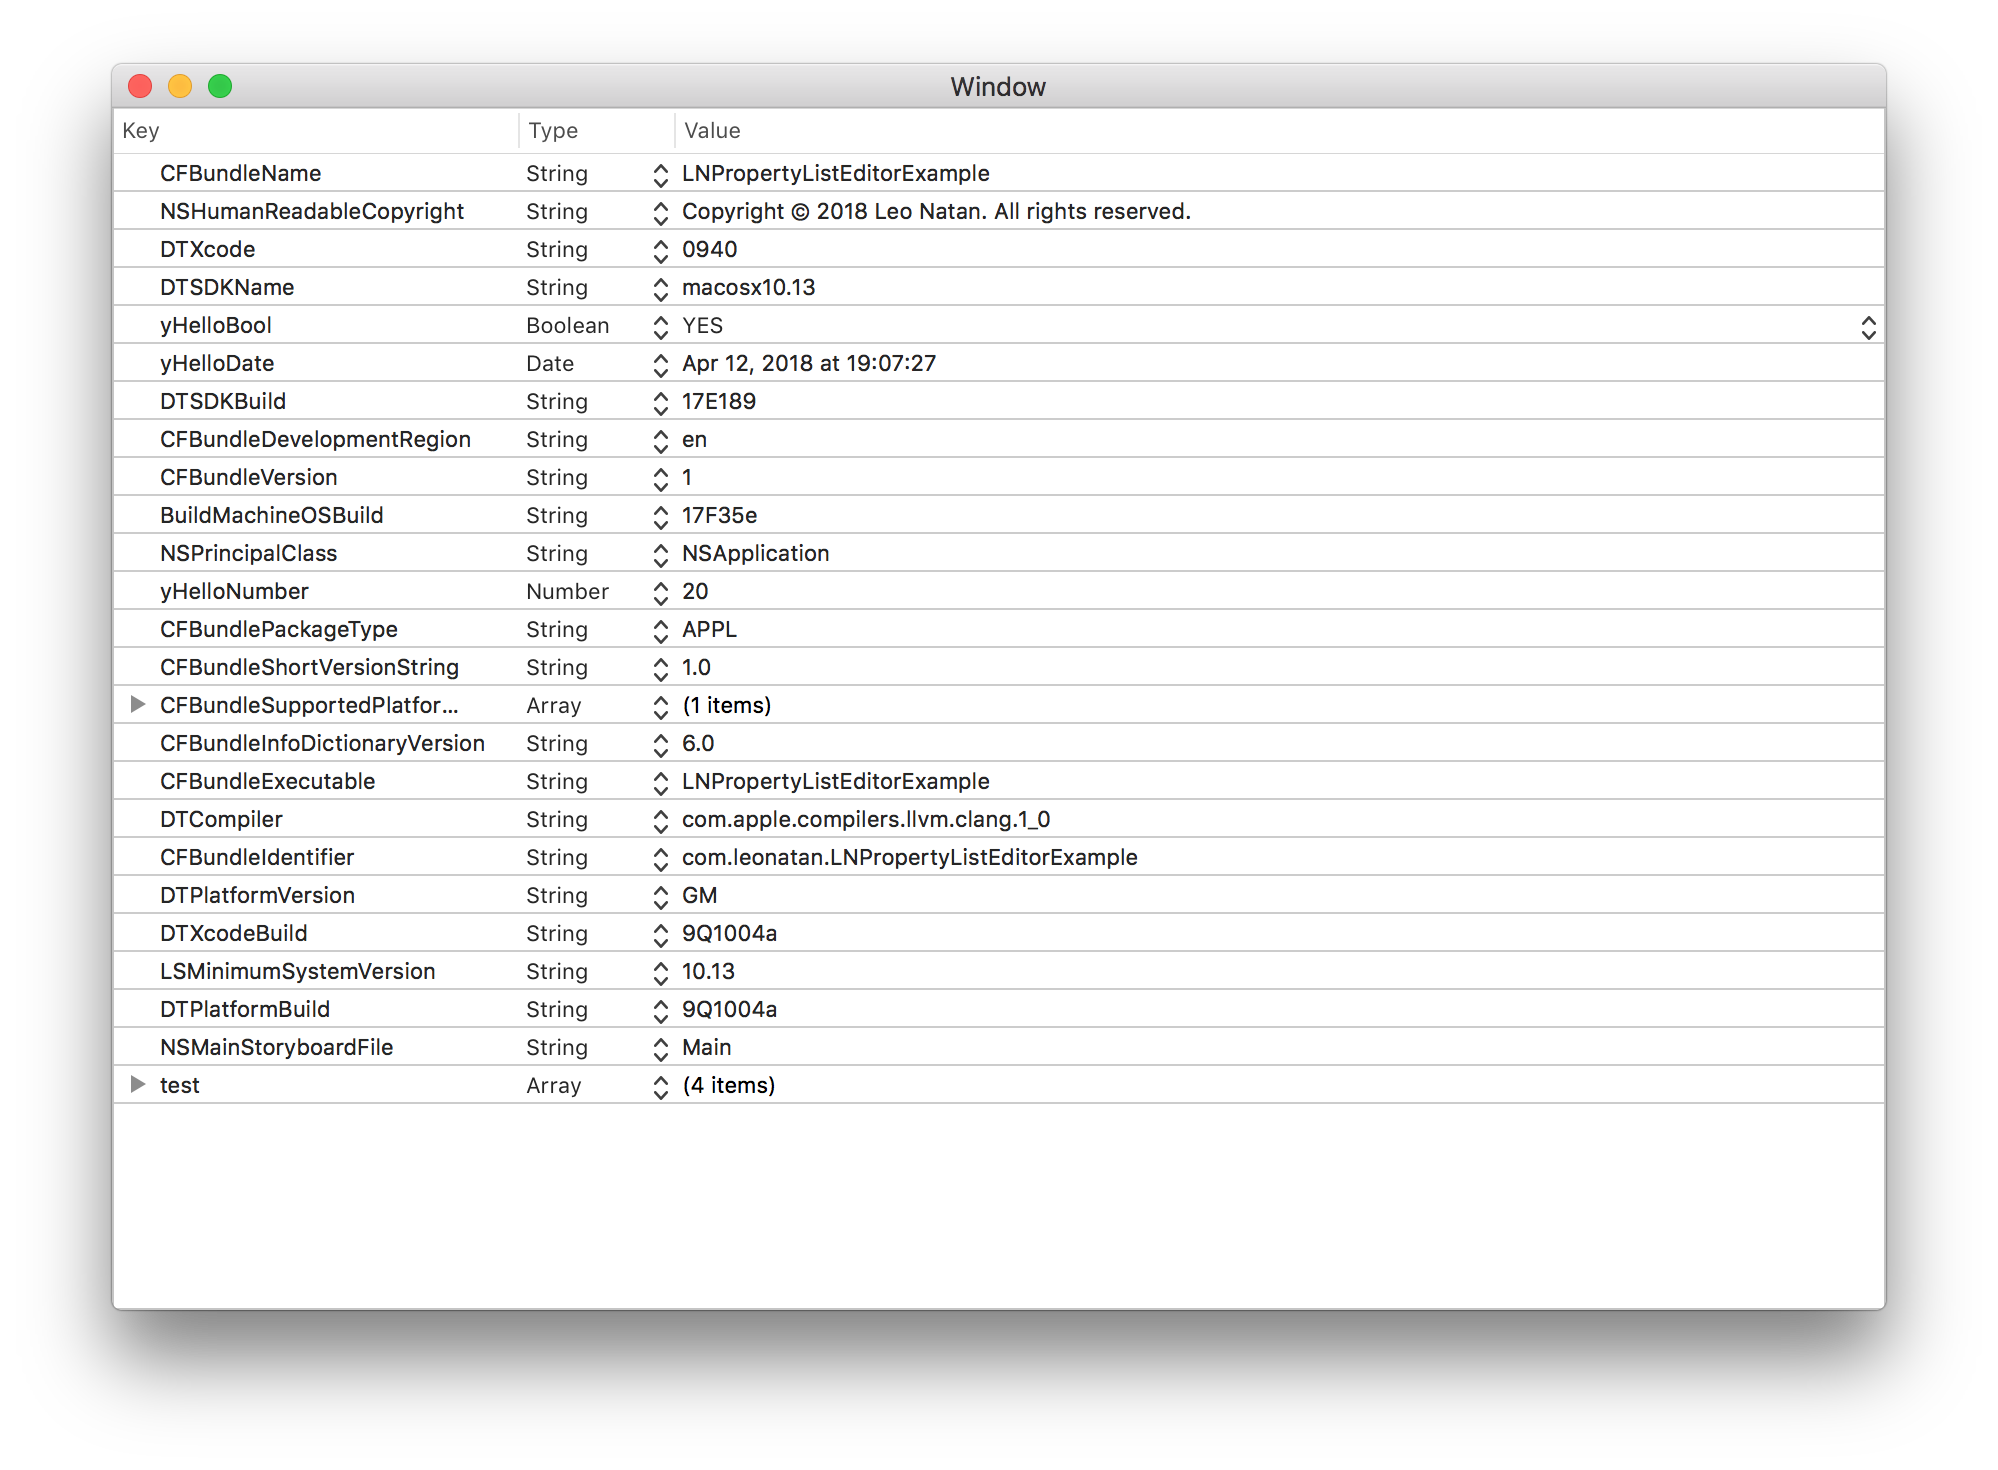 Window
Key Type Value
CFBundleName String LNPropertyListEditorExample
NSHumanReadableCopyright String Copyright © 2018 Leo Natan. All rights reserved.
DTXcode String 0940
DTSDKName String macosx10.13
yHelloBool Boolean YES
yHelloDate Date Apr 12, 2018 at 19:07:27
DTSDKBuild String 17E189
CFBundleDevelopmentRegion String en
CFBundleVersion String 1
BuildMachineOSBuild String 17F35e
NSPrincipalClass String NSApplication
yHelloNumber Number 20
CFBundlePackageType String APPL
CFBundleShortVersionString String 1.0
CFBundleSupportedPlatfor... Array (1 items)
CFBundleInfoDictionaryVersion String 6.0
CFBundleExecutable String LNPropertyListEditorExample
DTCompiler String com.apple.compilers.llvm.clang.1_0
CFBundleIdentifier String com.leonatan.LNPropertyListEditorExample
DTPlatformVersion String GM
DTXcodeBuild String 9Q1004a
LSMinimumSystemVersion String 10.13
DTPlatformBuild String 9Q1004a
NSMainStoryboardFile String Main
test Array (4 items)